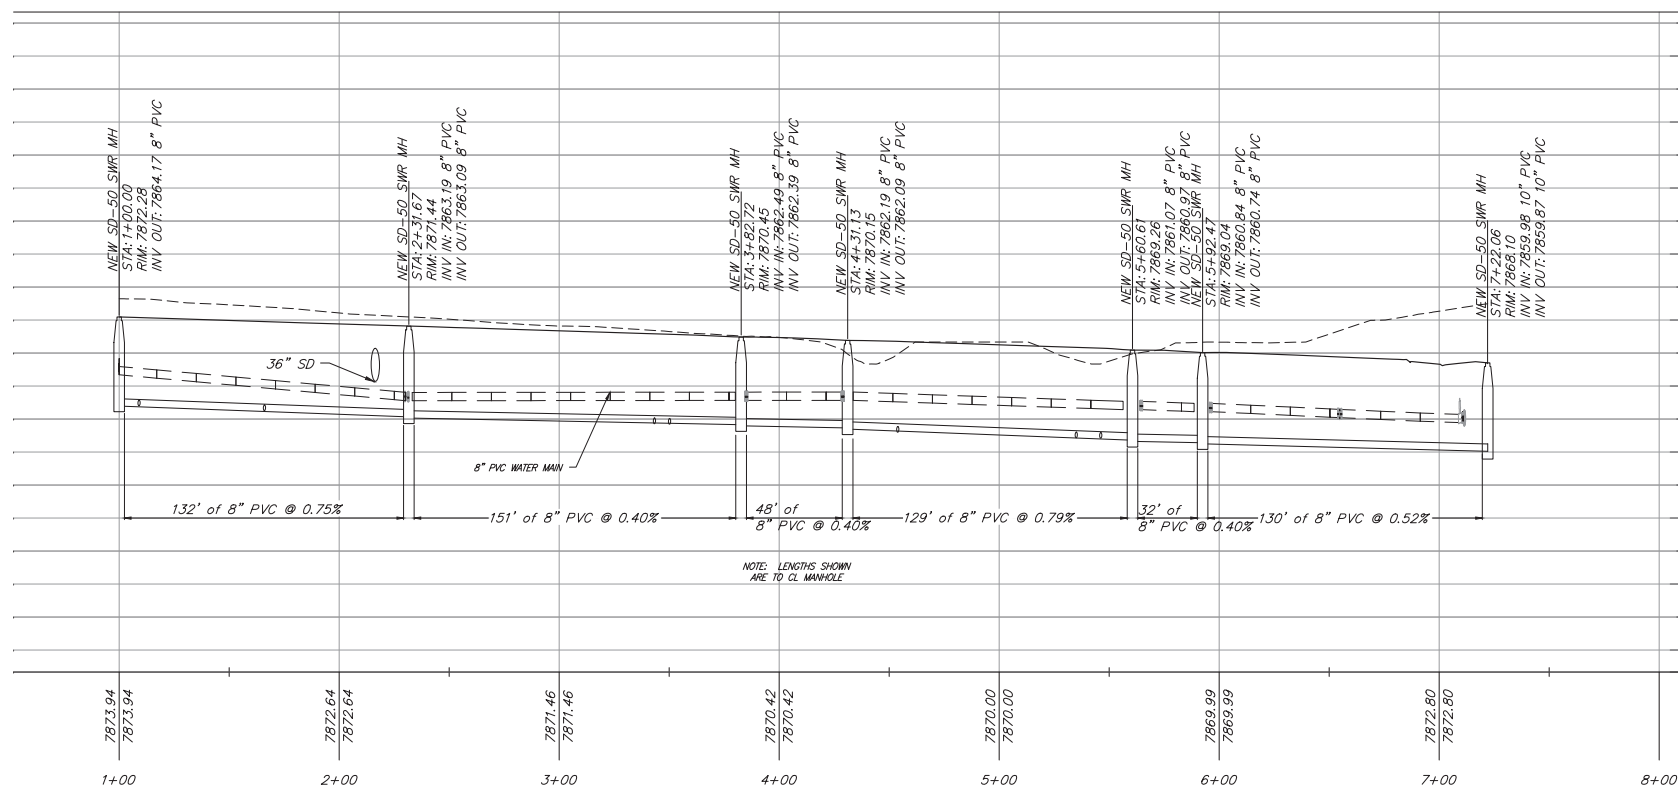 NEW SD-50 SWR MH
STA: 1+00.00
RIM: 7872.28
INV OUT: 7864.17 8" PVC
NEW SD-50 SWR MH
STA: 2+31.67
RIM: 7871.44
INV IN: 7863.19 8" PVC
INV OUT: 7863.09 8" PVC
NEW SD-50 SWR MH
STA: 3+82.72
RIM: 7870.45
INV IN: 7862.49 8" PVC
INV OUT: 7862.39 8" PVC
NEW SD-50 SWR MH
STA: 4+31.13
RIM: 7870.15
INV IN: 7862.19 8" PVC
INV OUT: 7862.09 8" PVC
NEW SD-50 SWR MH
STA: 5+60.61
RIM: 7869.26
INV IN: 7861.07 8" PVC
INV OUT: 7860.97 8" PVC
NEW SD-50 SWR MH
STA: 5+92.47
RIM: 7869.04
INV IN: 7860.84 8" PVC
INV OUT: 7860.74 8" PVC
NEW SD-50 SWR MH
STA: 7+22.06
RIM: 7868.10
INV IN: 7859.98 10" PVC
INV OUT: 7859.87 10" PVC
36" SD
8" PVC WATER MAIN
132' of 8" PVC @ 0.75%
151' of 8" PVC @ 0.40%
48' of
8" PVC @ 0.40%
129' of 8" PVC @ 0.79%
32' of
8" PVC @ 0.40%
130' of 8" PVC @ 0.52%
NOTE: LENGTHS SHOWN
ARE TO CL MANHOLE
7873.94
7873.94
7872.64
7872.64
7871.46
7871.46
7870.42
7870.42
7870.00
7870.00
7869.99
7869.99
7872.80
7872.80
1+00
2+00
3+00
4+00
5+00
6+00
7+00
8+00